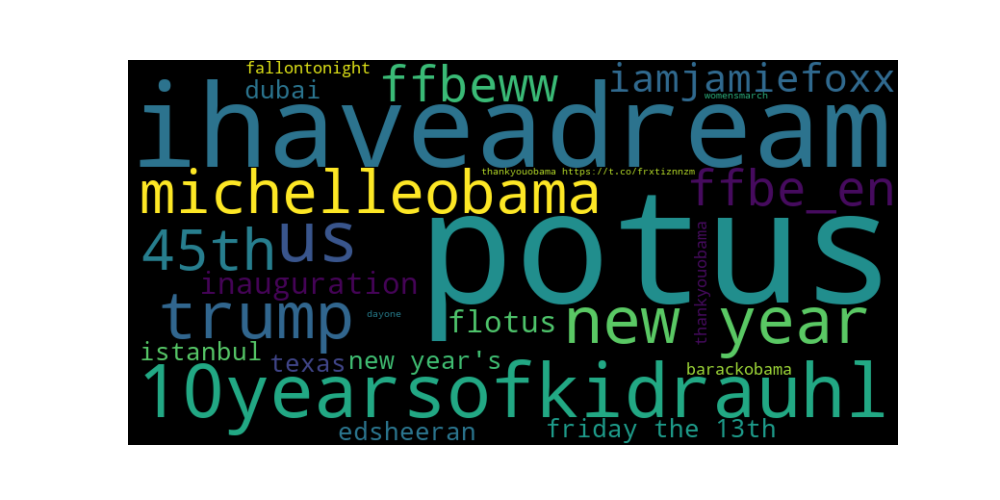 fallontonight
ffbeww
iamjamiefoxx
dubai
womensmarch
ihaveadream
thankyouobama https://t.co/frxtiznnzm
michelleobama
ffbe_en
potus
us
45th
thankyouobama
inauguration
trump
dayone
flotus
new year
istanbul
texas
new year's
barackobama
10yearsofkidrauhl
edsheeran
friday the 13th